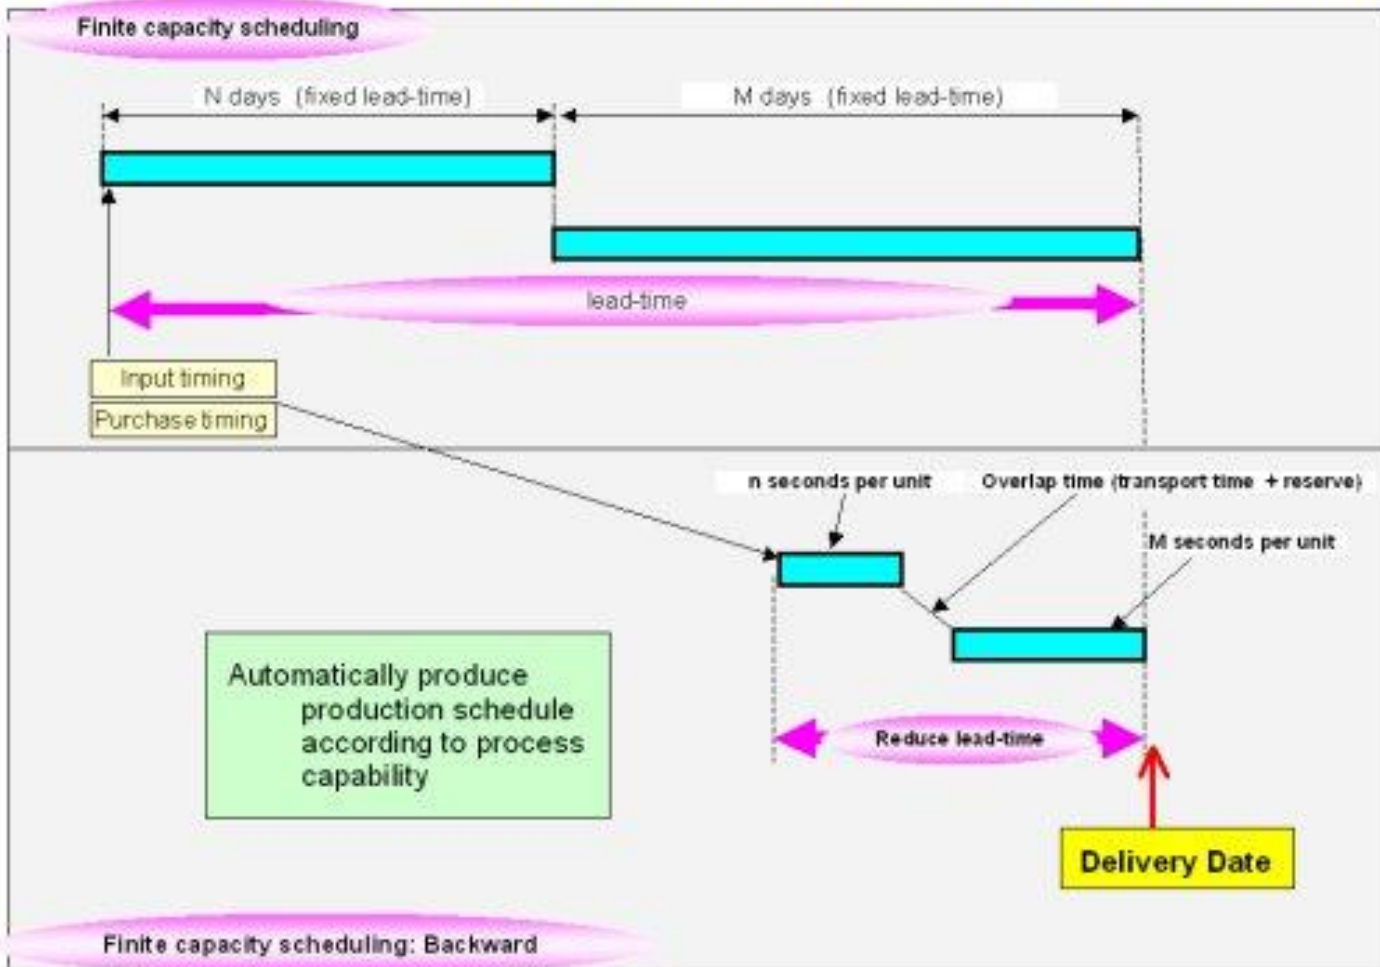 Finite capacity scheduling
N days (fixed lead-time)
M days (fixed lead-time)
lead-time
Input timing
Purchase timing
n seconds per unit
Overlap time (transport time + reserve)
M seconds per unit
Automatically produce
production schedule
according to process
capability
Reduce lead-time
Delivery Date
Finite capacity scheduling: Backward